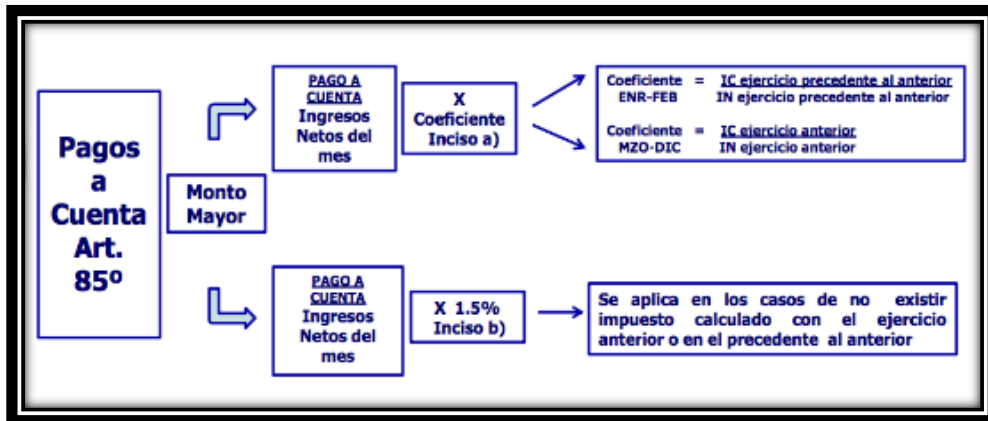 Pagos
a
Cuenta
Art.
85º
Monto
Mayor
PAGO A
CUENTA
Ingresos
Netos del
mes
X
Coeficiente
Inciso a)
Coeficiente = IC ejercicio precedente al anterior
ENR-FEB IN ejercicio precedente al anterior
Coeficiente = IC ejercicio anterior
MZO-DIC IN ejercicio anterior
PAGO A
CUENTA
Ingresos
Netos del
mes
X 1.5%
Inciso b)
Se aplica en los casos de no existir
impuesto calculado con el ejercicio
anterior o en el precedente al anterior